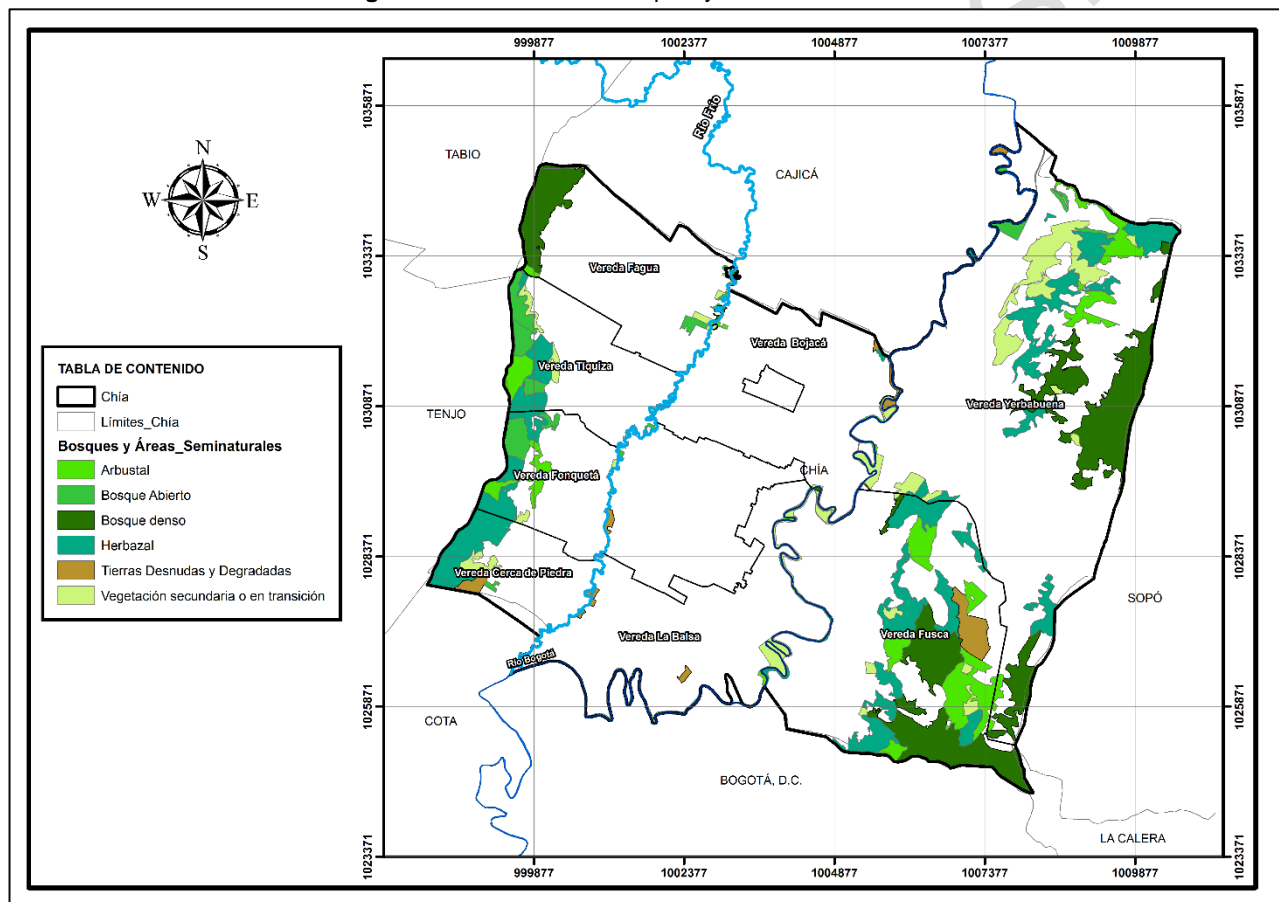 999877
1002377
1004877
1007377
1009877
1035871
1035871
Río Frío
N
TABIO
CAJICÁ
W
E
S
1033371
1033371
Vereda Fagua
Vereda Bojacá
TABLA DE CONTENIDO
Chía
Límites_Chía
Bosques y Áreas_Seminaturales
Arbustal
Bosque Abierto
Bosque denso
Herbazal
Tierras Desnudas y Degradadas
Vegetación secundaria o en transición
Vereda Tiquiza
1030871
1030871
Vereda Yerbabuena
TENJO
CHÍA
Vereda Fonquetá
1028371
1028371
Vereda Cerca de Piedra
SOPÓ
Vereda La Balsa
Vereda Fusca
Río Bogotá
1025871
1025871
COTA
BOGOTÁ, D.C.
LA CALERA
1023371
1023371
999877
1002377
1004877
1007377
1009877